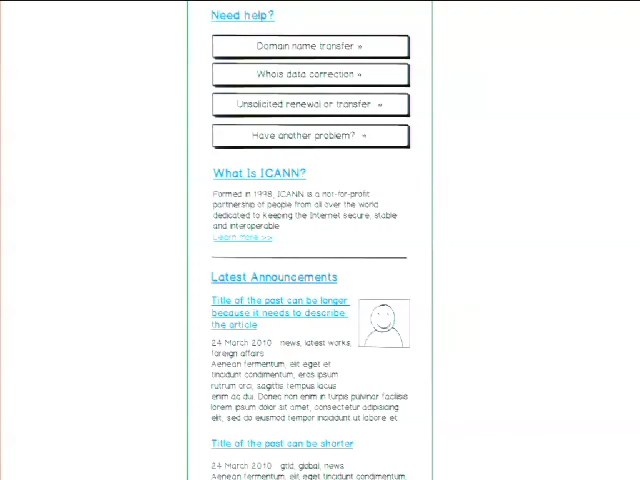 Need help?
Domain name transfer »
Whois data correction »
Unsolicited renewal or transfer »
Have another problem? »
What Is ICANN?
Formed in 1998, ICANN is a not-for-profit
partnership of people from all over the world
dedicated to keeping the Internet secure, stable
and interoperable
Learn more >>
Latest Announcements
Title of the post can be longer
because it needs to describe
the article
24 March 2010 news, latest works,
foreign affairs
Aenean fermentum, elit eget et
tincidunt condimentum, eros ipsum
rutrum orci, sagittis tempus lacus
enim ac dui. Donec non enim in turpis pulvinar facilisis
lorem ipsum dolor sit amet, consectetur adipisicing
elit, sed do eiusmod tempor incididunt ut labore et
Title of the post can be shorter
24 March 2010 gtld, global, news
Aenean fermentum, elit eget tincidunt condimentum,